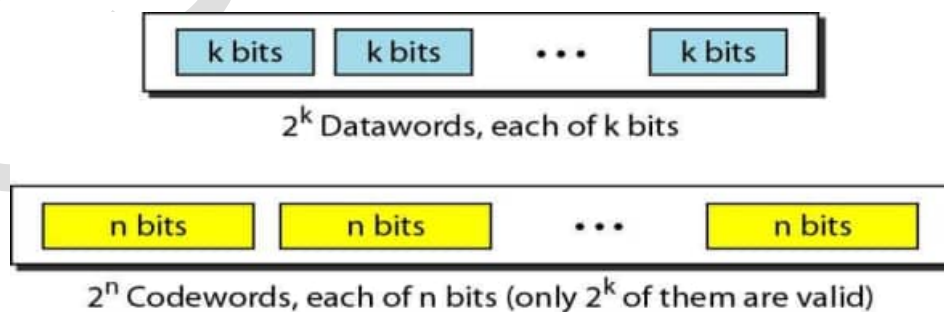 k bits k bits ••• k bits
2^k Datawords, each of k bits
n bits n bits ••• n bits
2^n Codewords, each of n bits (only 2^k of them are valid)